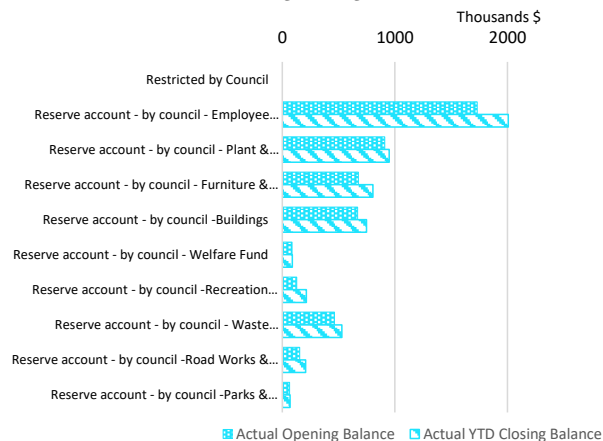 Thousands $
0 1000 2000
Restricted by Council
Reserve account - by council - Employee...
Reserve account - by council - Plant &...
Reserve account - by council - Furniture &...
Reserve account - by council -Buildings
Reserve account - by council - Welfare Fund
Reserve account - by council -Recreation...
Reserve account - by council - Waste...
Reserve account - by council -Road Works &...
Reserve account - by council -Parks &...
Actual Opening Balance Actual YTD Closing Balance